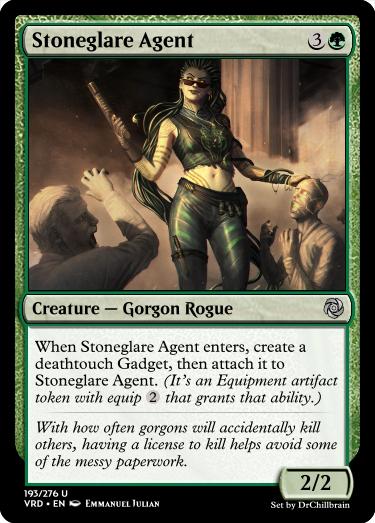 Stoneglare Agent 3
Creature — Gorgon Rogue
When Stoneglare Agent enters, create a
deathtouch Gadget, then attach it to
Stoneglare Agent. (It's an Equipment artifact
token with equip 2 that grants that ability.)
With how often gorgons will accidentally kill
others, having a license to kill helps avoid some
of the messy paperwork.
2/2
193/276 U
VRD • EN Emmanuel Julian
Set by DrChillbrain